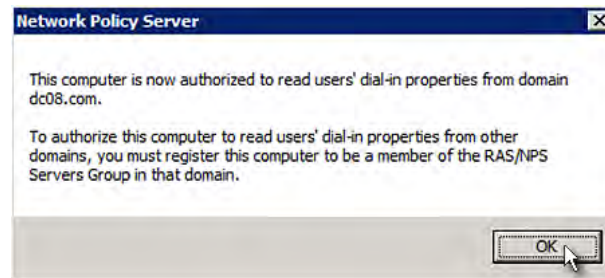 Network Policy Server
This computer is now authorized to read users' dial-in properties from domain
dc08.com.
To authorize this computer to read users' dial-in properties from other
domains, you must register this computer to be a member of the RAS/NPS
Servers Group in that domain.
OK